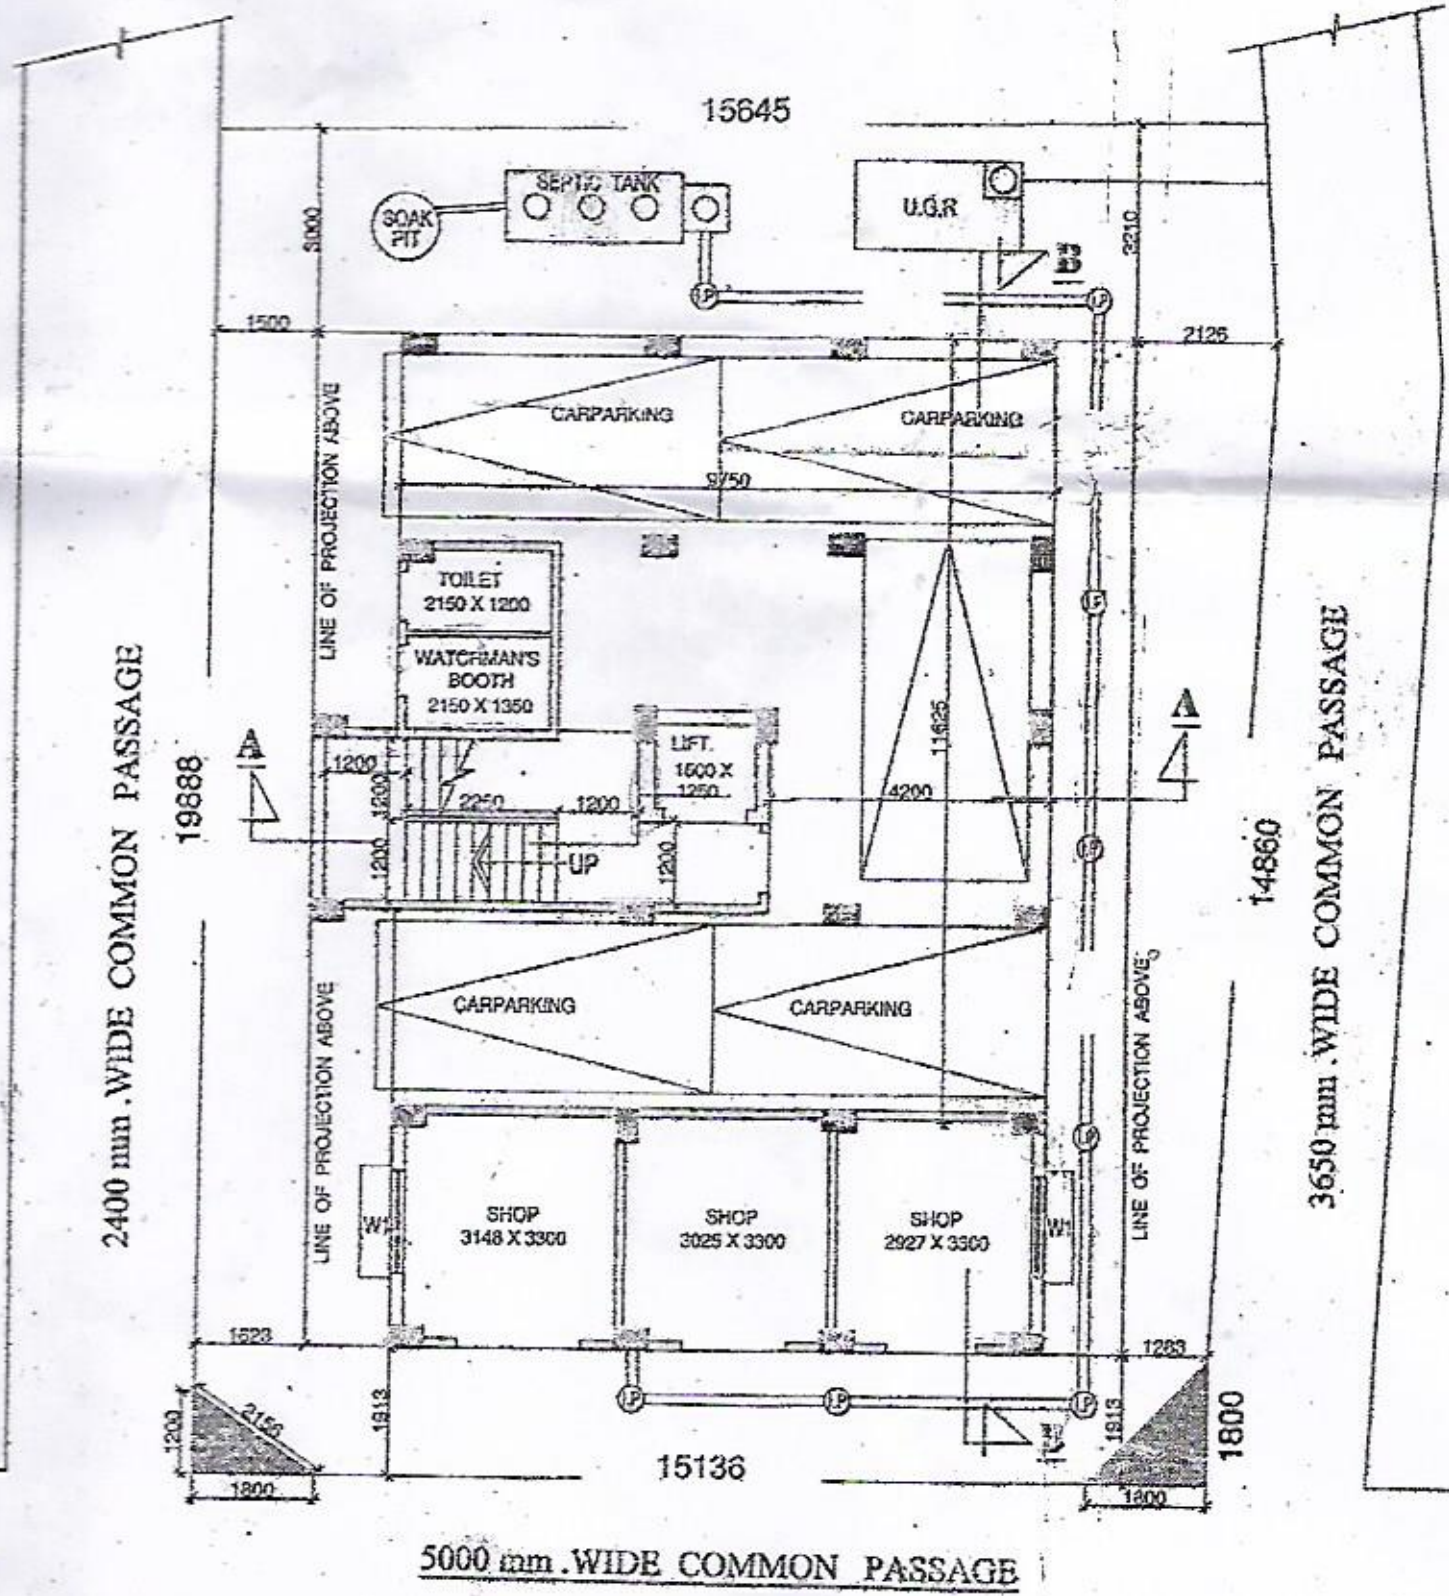 15645
SEPTIC TANK
SOAK
PIT
U.G.R
3000
3210
B
I.P
I.P
1500
2126
CARPARKING
CARPARKING
LINE OF PROJECTION ABOVE
9750
TOILET
2150 X 1200
WATCHMAN'S
BOOTH
2150 X 1350
2400 mm.WIDE COMMON PASSAGE
19888
A
A
LIFT.
1500 X
1250
1200
1200
2250
1200
4200
11625
1200
UP
1200
14860
3650 mm.WIDE COMMON PASSAGE
CARPARKING
CARPARKING
LINE OF PROJECTION ABOVE
LINE OF PROJECTION ABOVE
W1
SHOP
3148 X 3300
SHOP
3025 X 3300
SHOP
2927 X 3300
W1
1623
1283
1200
2156
1913
I.P
I.P
I.P
1913
1800
15136
1800
1800
5000 mm.WIDE COMMON PASSAGE